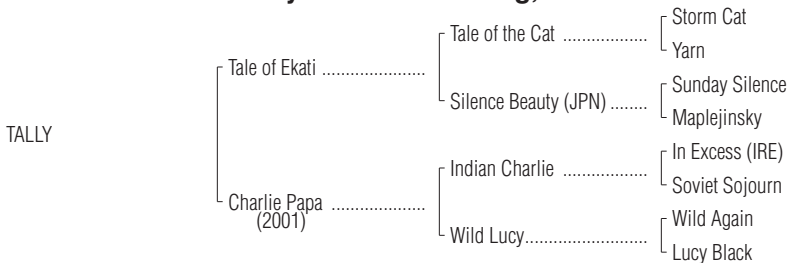 Storm Cat
Tale of the Cat ..................
Yarn
Tale of Ekati ......................
Sunday Silence
Silence Beauty (JPN) ........
Maplejinsky
TALLY
In Excess (IRE)
Indian Charlie ..................
Soviet Sojourn
Charlie Papa ....................
(2001)
Wild Again
Wild Lucy..........................
Lucy Black